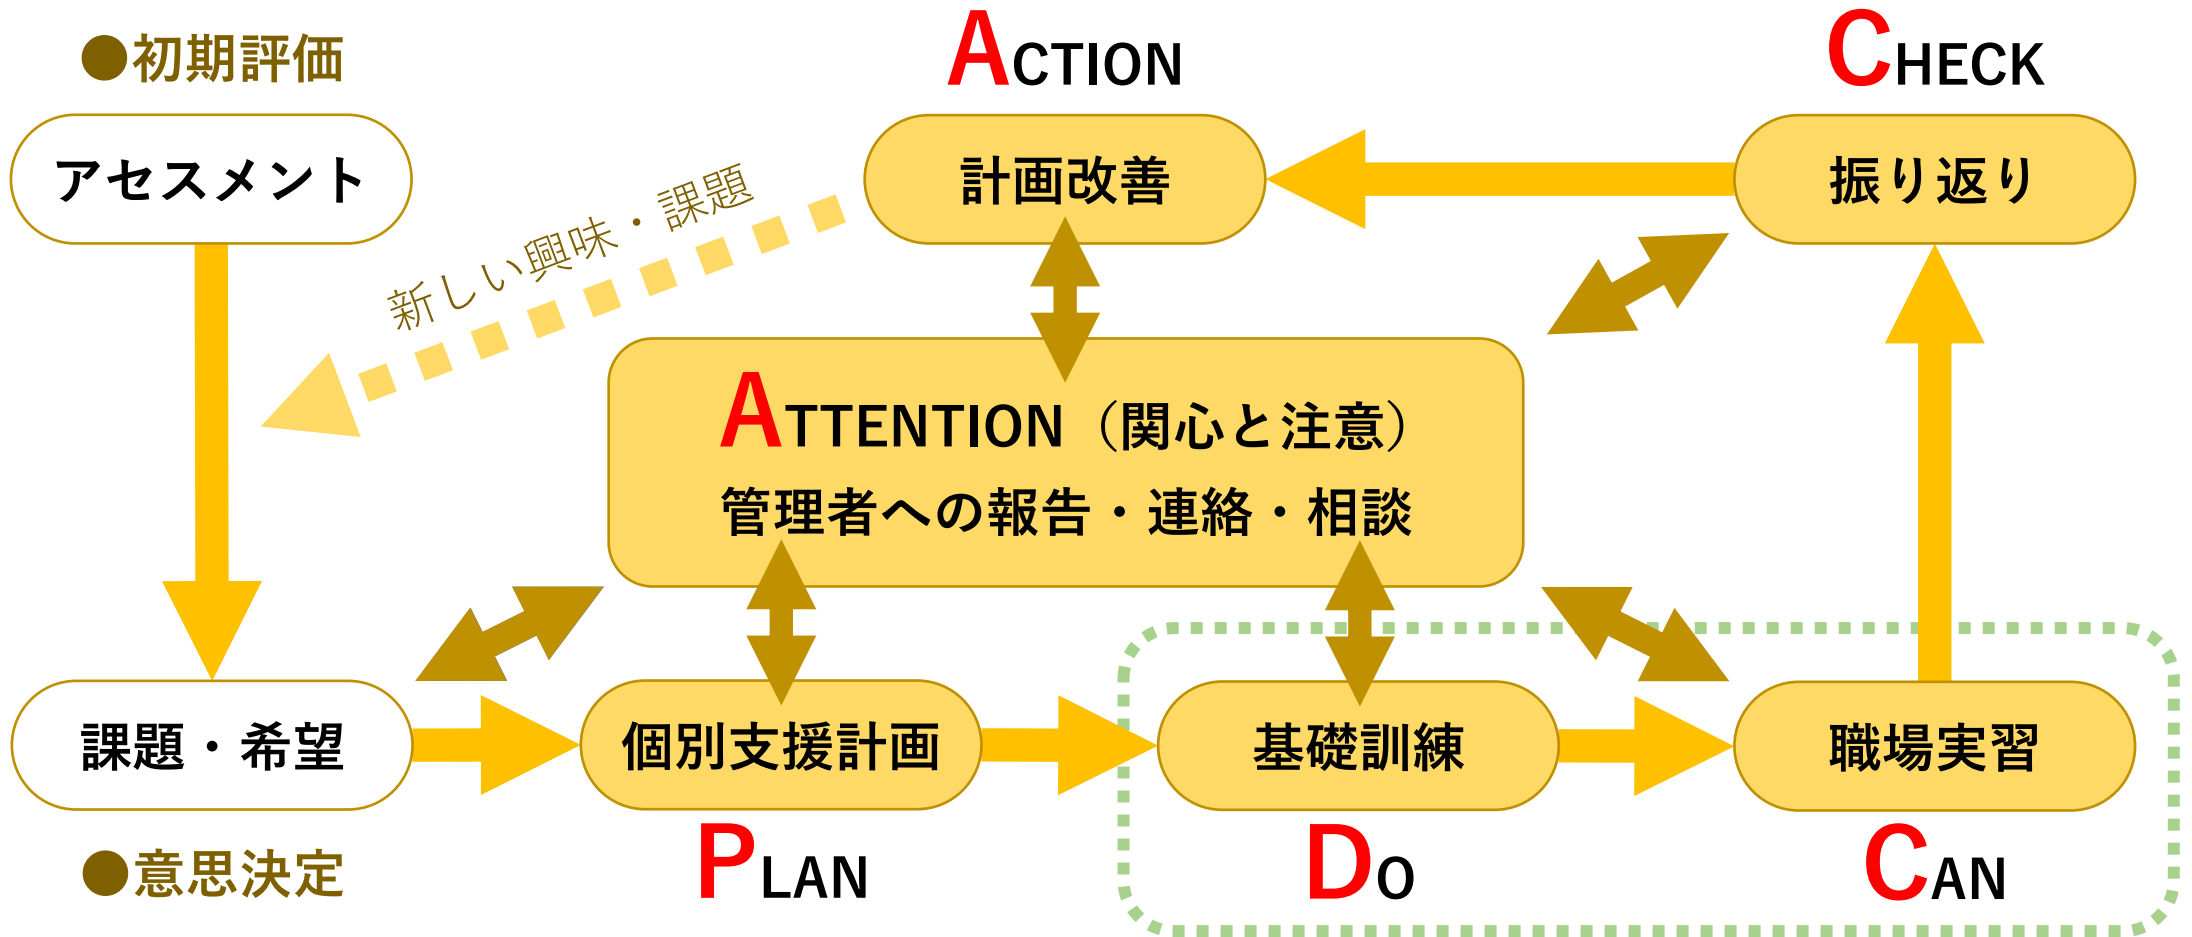 ●初期評価
ACTION
CHECK
アセスメント
計画改善
振り返り
新しい興味・課題
ATTENTION（関心と注意）
管理者への報告・連絡・相談
課題・希望
個別支援計画
基礎訓練
職場実習
●意思決定
PLAN
DO
CAN